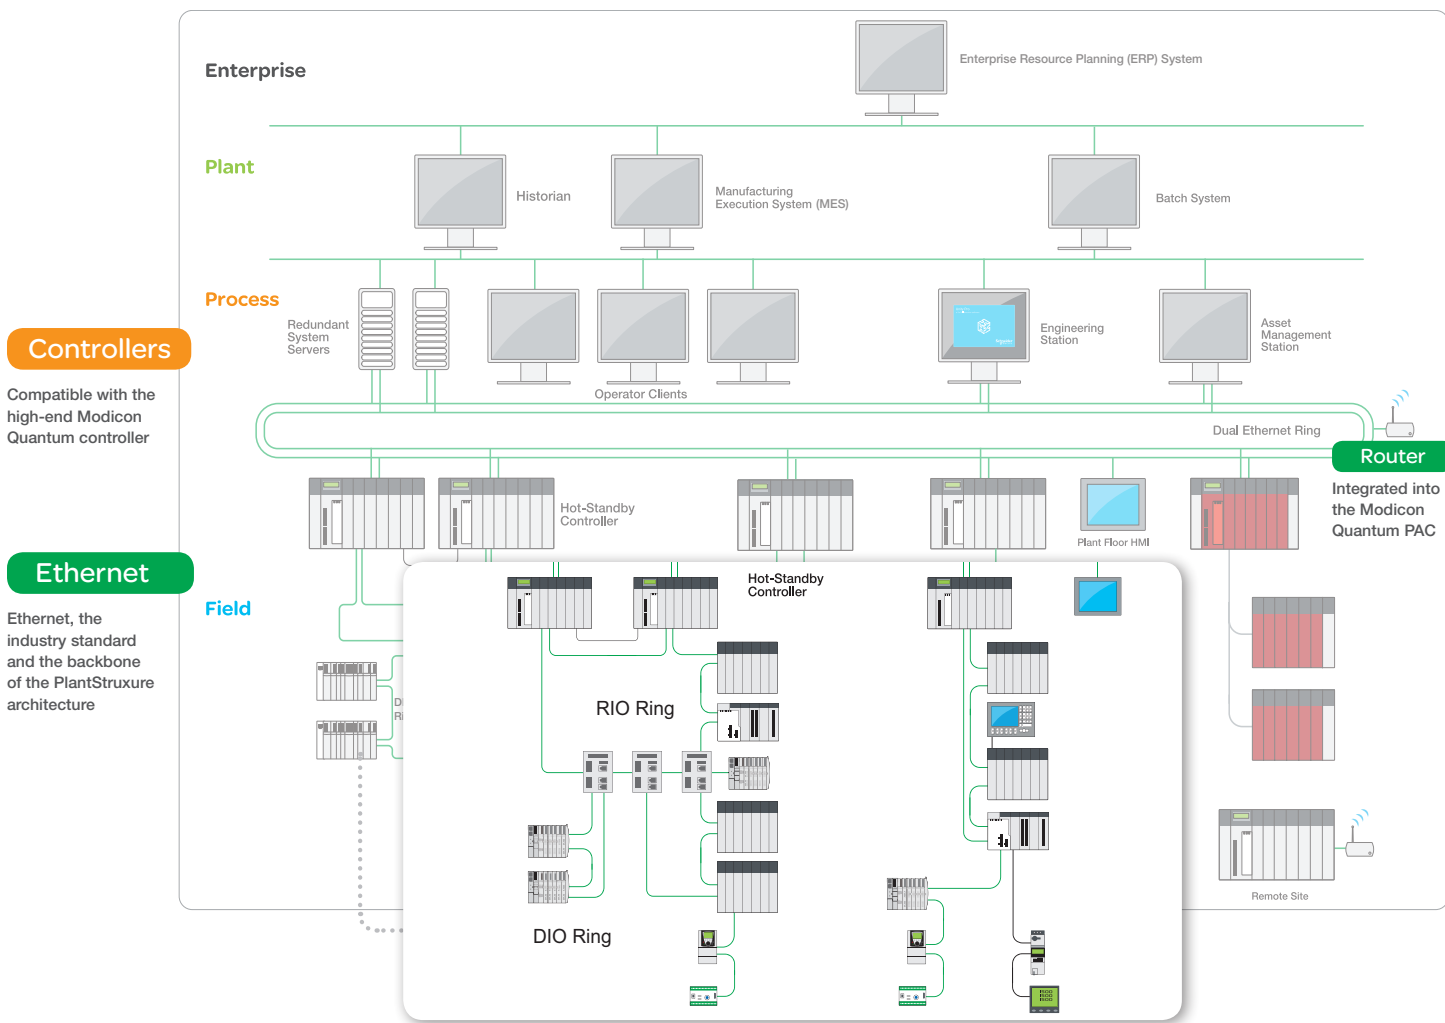 Enterprise
Enterprise Resource Planning (ERP) System
Plant
Historian
Manufacturing
Execution System (MES)
Batch System
Process
Redundant
System
Servers
Operator Clients
Engineering
Station
Asset
Management
Station
Controllers
Compatible with the
high-end Modicon
Quantum controller
Dual Ethernet Ring
Router
Integrated into
the Modicon
Quantum PAC
Hot-Standby
Controller
Plant Floor HMI
Ethernet
Ethernet, the
industry standard
and the backbone
of the PlantStruxure
architecture
Field
Hot-Standby
Controller
RIO Ring
DIO Ring
Remote Site